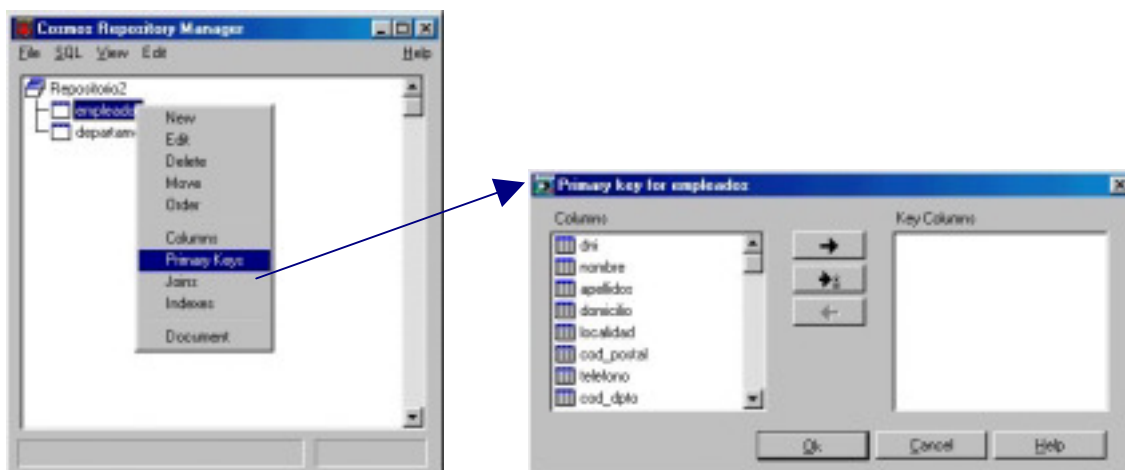 Cosmos Repository Manager
File SQL View Edit Help
Repositorio2
empleados
departam
New
Edit
Delete
Move
Order
Columns
Primary Keys
Joins
Indexes
Document
Primary key for empleados
Columns
Key Columns
dni
nombre
apellidos
domicilio
localidad
cod_postal
telefono
cod_dpto
Ok Cancel Help